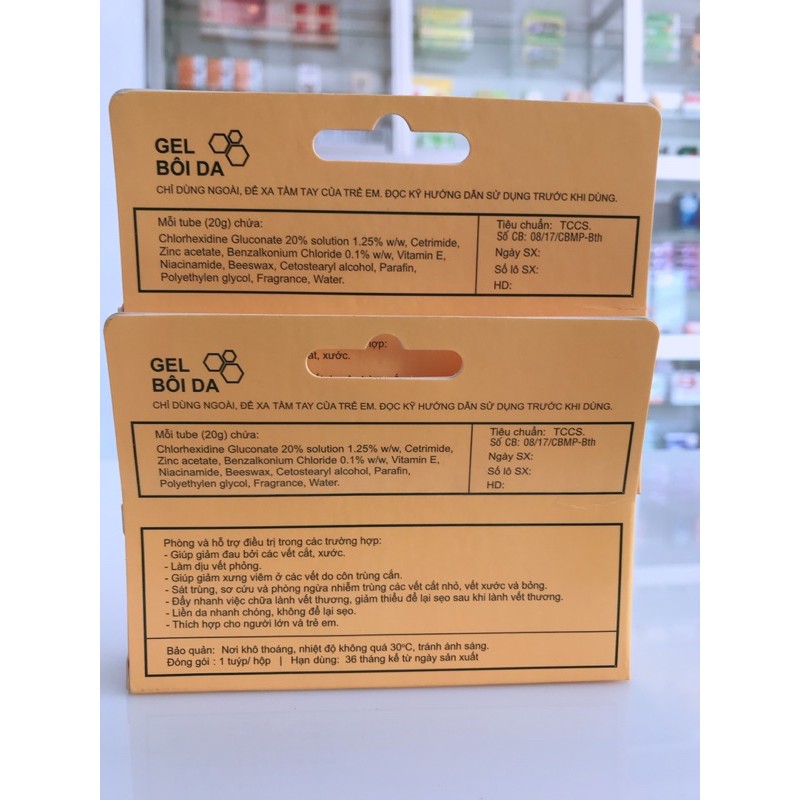 GEL
BÔI DA
CHỈ DÙNG NGOÀI, ĐỂ XA TẦM TAY CỦA TRẺ EM. ĐỌC KỸ HƯỚNG DẪN SỬ DỤNG TRƯỚC KHI DÙNG.
Mỗi tube (20g) chứa:
Chlorhexidine Gluconate 20% solution 1.25% w/w, Cetrimide,
Zinc acetate, Benzalkonium Chloride 0.1% w/w, Vitamin E,
Niacinamide, Beeswax, Cetostearyl alcohol, Parafin,
Polyethylen glycol, Fragrance, Water.
Tiêu chuẩn: TCCS.
Số CB: 08/17/CBMP-Bth
Ngày SX:
Số lô SX:
HD:
ợp:
ắt, xước.
GEL
BÔI DA
CHỈ DÙNG NGOÀI, ĐỂ XA TẦM TAY CỦA TRẺ EM. ĐỌC KỸ HƯỚNG DẪN SỬ DỤNG TRƯỚC KHI DÙNG.
Mỗi tube (20g) chứa:
Chlorhexidine Gluconate 20% solution 1.25% w/w, Cetrimide,
Zinc acetate, Benzalkonium Chloride 0.1% w/w, Vitamin E,
Niacinamide, Beeswax, Cetostearyl alcohol, Parafin,
Polyethylen glycol, Fragrance, Water.
Tiêu chuẩn: TCCS.
Số CB: 08/17/CBMP-Bth
Ngày SX:
Số lô SX:
HD:
Phòng và hỗ trợ điều trị trong các trường hợp:
- Giúp giảm đau bởi các vết cắt, xước.
- Làm dịu vết phỏng.
- Giúp giảm xưng viêm ở các vết do côn trùng cắn.
- Sát trùng, sơ cứu và phòng ngừa nhiễm trùng các vết cắt nhỏ, vết xước và bỏng.
- Đẩy nhanh việc chữa lành vết thương, giảm thiểu để lại sẹo sau khi lành vết thương.
- Liền da nhanh chóng, không để lại sẹo.
- Thích hợp cho người lớn và trẻ em.
Bảo quản: Nơi khô thoáng, nhiệt độ không quá 30ºC, tránh ánh sáng.
Đóng gói : 1 tuýp/ hộp | Hạn dùng: 36 tháng kể từ ngày sản xuất